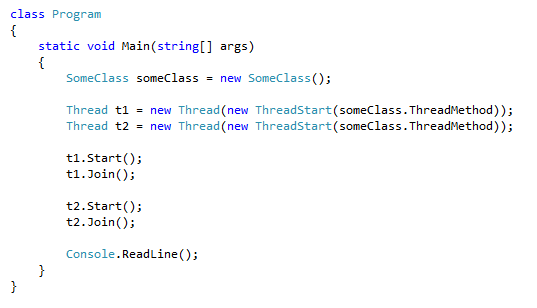 class Program
{
    static void Main(string[] args)
    {
        SomeClass someClass = new SomeClass();

        Thread t1 = new Thread(new ThreadStart(someClass.ThreadMethod));
        Thread t2 = new Thread(new ThreadStart(someClass.ThreadMethod));

        t1.Start();
        t1.Join();

        t2.Start();
        t2.Join();

        Console.ReadLine();
    }
}